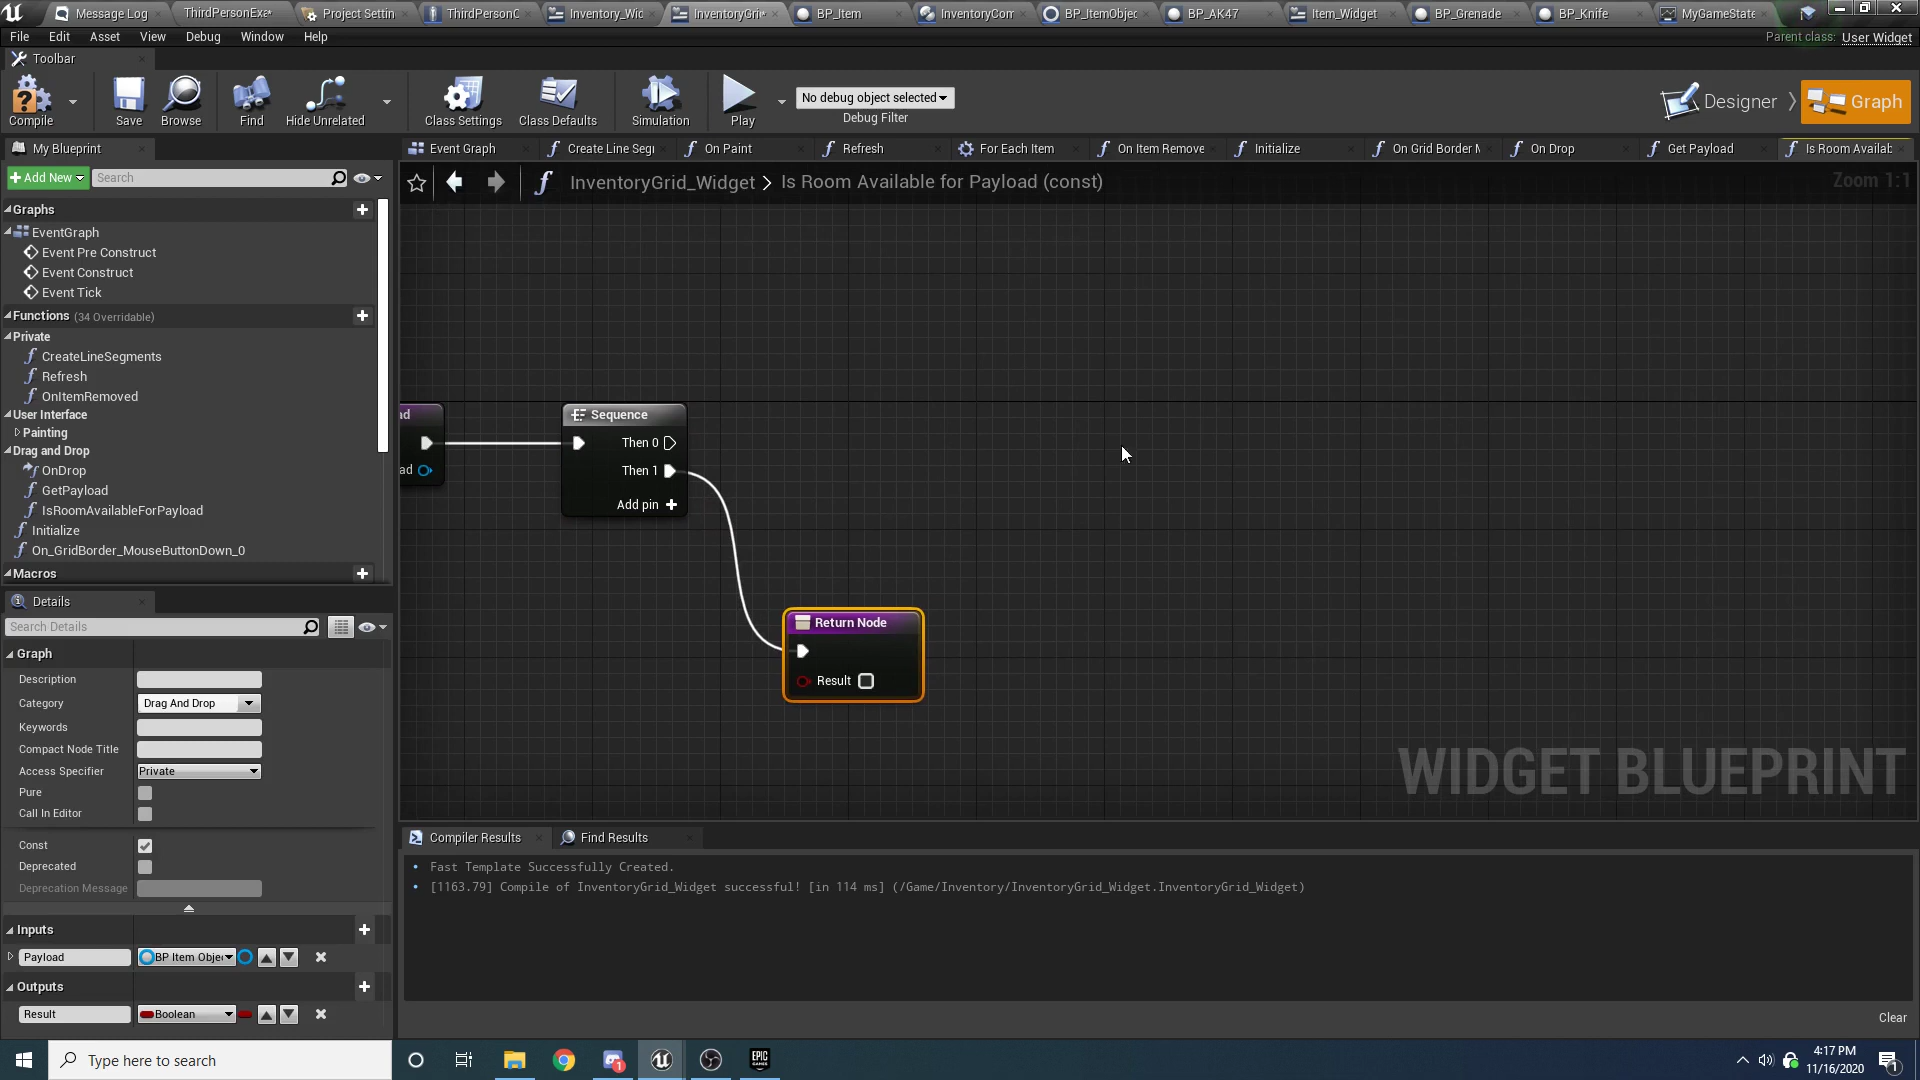 Message Log
ThirdPersonExa*
Project Settin
ThirdPersonC
Inventory_Wid
InventoryGri*
BP_Item
InventoryCom
BP_ItemObjec
BP_AK47
Item_Widget
BP_Grenade
BP_Knife
MyGameState
File Edit Asset View Debug Window Help
Parent class: User Widget
Toolbar
Compile
Save
Browse
Find
Hide Unrelated
Class Settings
Class Defaults
Simulation
Play
No debug object selected
Debug Filter
Designer
Graph
My Blueprint
Event Graph
Create Line Segi
On Paint
Refresh
For Each Item
On Item Remove
Initialize
On Grid Border M
On Drop
Get Payload
Is Room Availab
Add New
Search
InventoryGrid_Widget > Is Room Available for Payload (const)
Zoom 1:1
Graphs
EventGraph
Event Pre Construct
Event Construct
Event Tick
Functions (34 Overridable)
Private
CreateLineSegments
Refresh
OnItemRemoved
User Interface
Painting
Drag and Drop
OnDrop
GetPayload
IsRoomAvailableForPayload
Initialize
On_GridBorder_MouseButtonDown_0
Macros
ad
ad
Sequence
Then 0
Then 1
Add pin
Return Node
Result
WIDGET BLUEPRINT
Details
Search Details
Graph
Description
Category Drag And Drop
Keywords
Compact Node Title
Access Specifier Private
Pure
Call In Editor
Const
Deprecated
Deprecation Message
Inputs
Payload BP Item Objec
Outputs
Result Boolean
Compiler Results
Find Results
Fast Template Successfully Created.
[1163.79] Compile of InventoryGrid_Widget successful! [in 114 ms] (/Game/Inventory/InventoryGrid_Widget.InventoryGrid_Widget)
Clear
Type here to search
1
EPIC GAMES
4:17 PM
11/16/2020
1